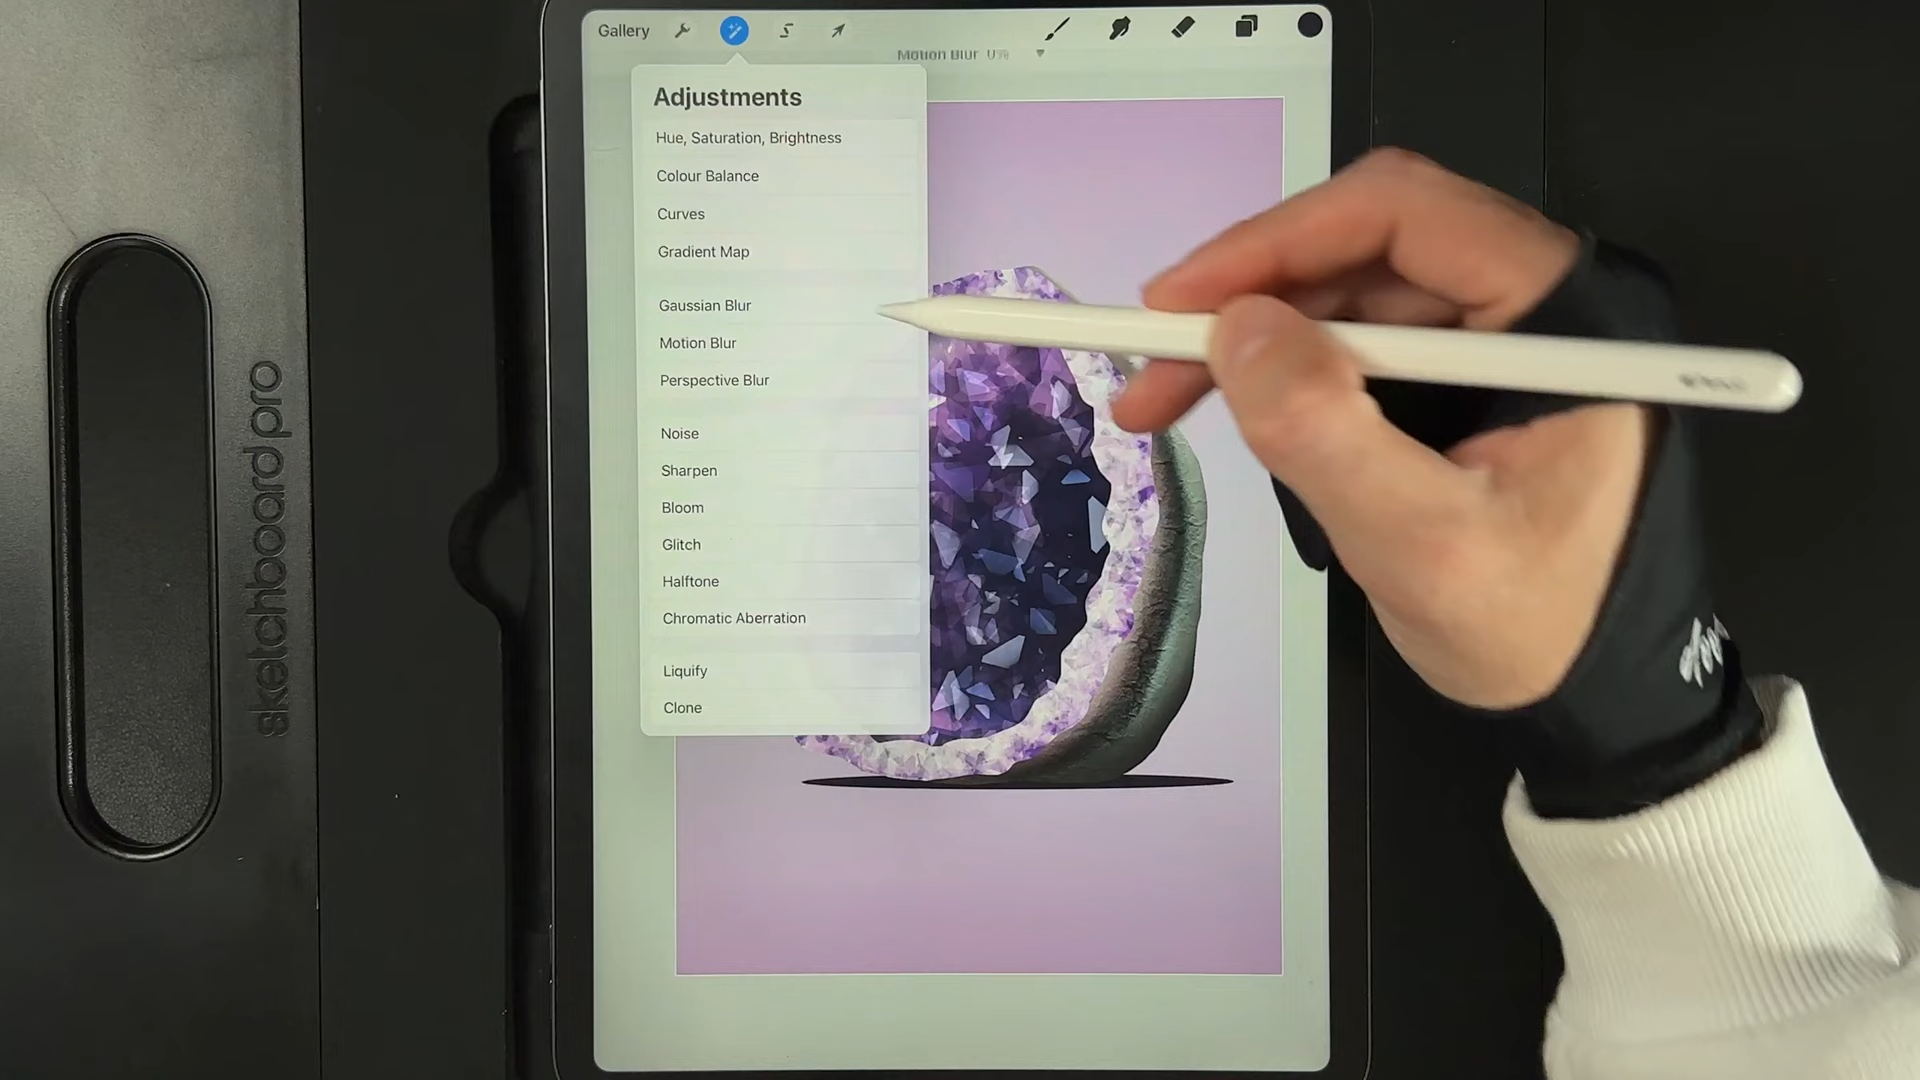 Gallery
Motion Blur 0%
Adjustments
Hue, Saturation, Brightness
Colour Balance
Curves
Gradient Map
Gaussian Blur
Motion Blur
Perspective Blur
Noise
Sharpen
Bloom
Glitch
Halftone
Chromatic Aberration
Liquify
Clone
sketchboard pro